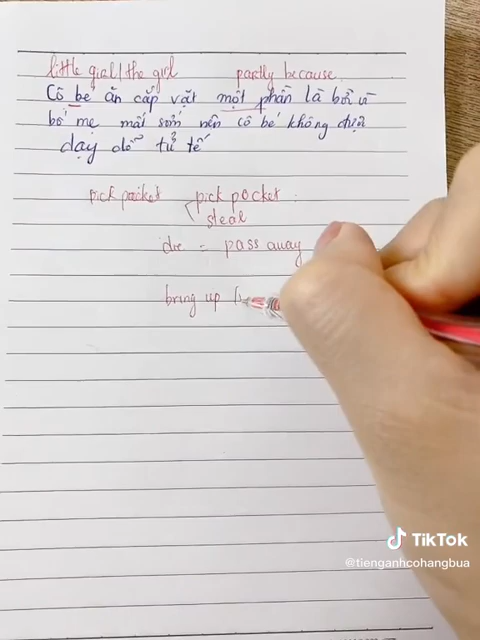 little girl / the girl partly because.
Cô bé ăn cắp vặt một phần là bởi vì
bố mẹ mất sớm nên cô bé không được
dạy dỗ tử tế
pick packet pick pocket :
steal
die = pass away
bring up
TikTok
@tienganhcohangbua